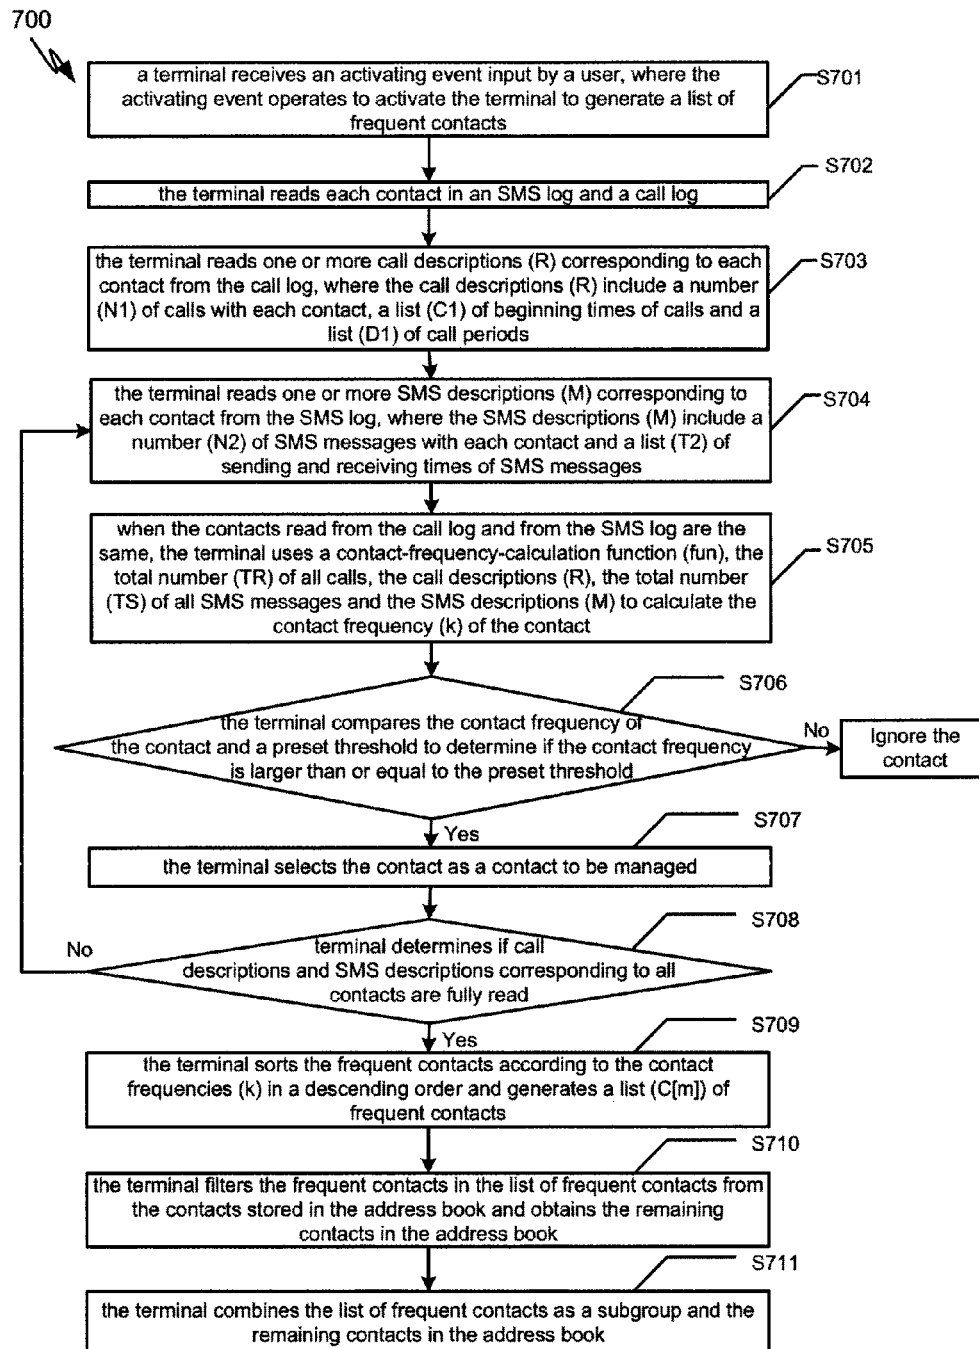 700
a terminal receives an activating event input by a user, where the
activating event operates to activate the terminal to generate a list of
frequent contacts
S701
S702
the terminal reads each contact in an SMS log and a call log
the terminal reads one or more call descriptions (R) corresponding to each
contact from the call log, where the call descriptions (R) include a number
(N1) of calls with each contact, a list (C1) of beginning times of calls and a
list (D1) of call periods
S703
the terminal reads one or more SMS descriptions (M) corresponding to
each contact from the SMS log, where the SMS descriptions (M) include a
number (N2) of SMS messages with each contact and a list (T2) of
sending and receiving times of SMS messages
S704
when the contacts read from the call log and from the SMS log are the
same, the terminal uses a contact-frequency-calculation function (fun), the
total number (TR) of all calls, the call descriptions (R), the total number
(TS) of all SMS messages and the SMS descriptions (M) to calculate the
contact frequency (k) of the contact
S705
S706
the terminal compares the contact frequency of
the contact and a preset threshold to determine if the contact frequency
is larger than or equal to the preset threshold
No
Ignore the
contact
Yes
S707
the terminal selects the contact as a contact to be managed
S708
No
terminal determines if call
descriptions and SMS descriptions corresponding to all
contacts are fully read
Yes
S709
the terminal sorts the frequent contacts according to the contact
frequencies (k) in a descending order and generates a list (C[m]) of
frequent contacts
S710
the terminal filters the frequent contacts in the list of frequent contacts from
the contacts stored in the address book and obtains the remaining
contacts in the address book
S711
the terminal combines the list of frequent contacts as a subgroup and the
remaining contacts in the address book